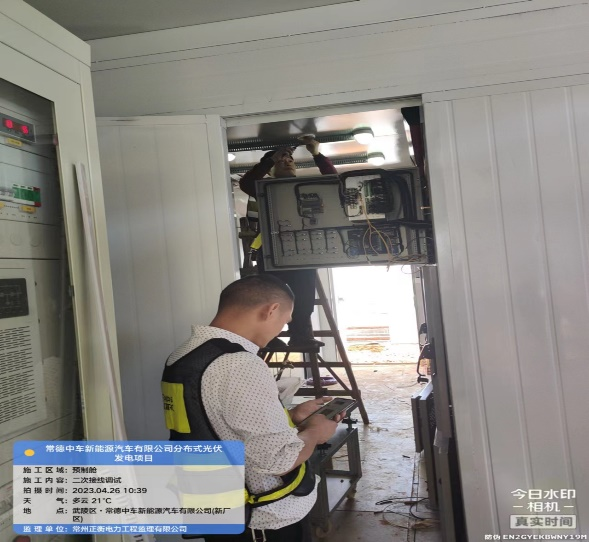 常德中车新能源汽车有限公司分布式光伏
发电项目
施工区域：预制舱
施工内容：二次接线调试
拍摄时间：2023.04.26 10:39
天　　气：多云 21℃
地　　点：武陵区·常德中车新能源汽车有限公司(新厂
区)
监理单位：常州正衡电力工程监理有限公司
今日水印
相机
真实时间
防伪 EN2GYEKBWNY19M